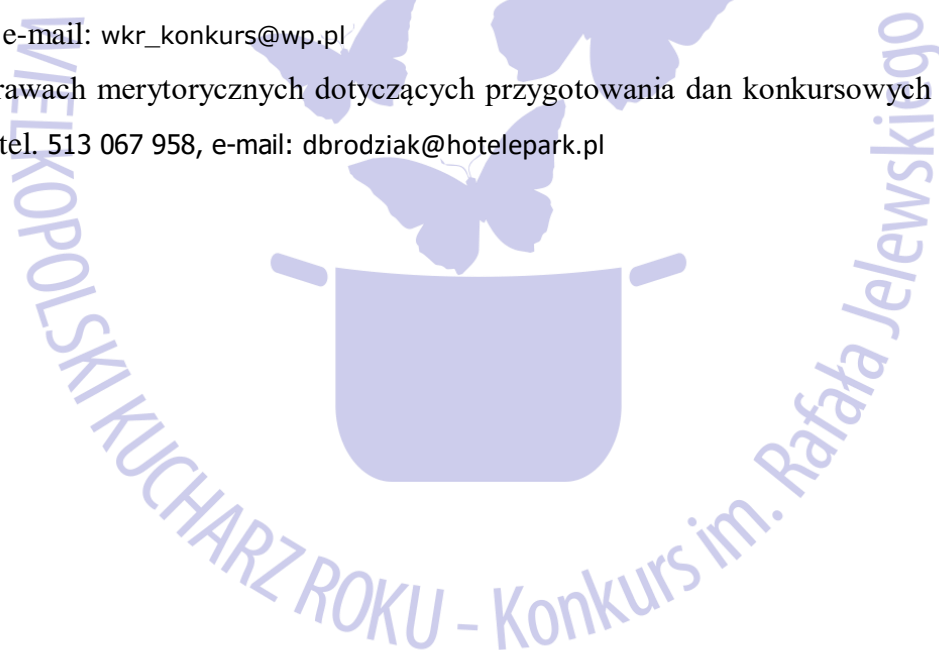 e-mail: wkr_konkurs@wp.pl
rawach merytorycznych dotyczących przygotowania dan konkursowych
tel. 513 067 958, e-mail: dbrodziak@hotelepark.pl
WIELKOPOLSKI KUCHARZ ROKU – Konkurs im. Rafała Jelewskiego